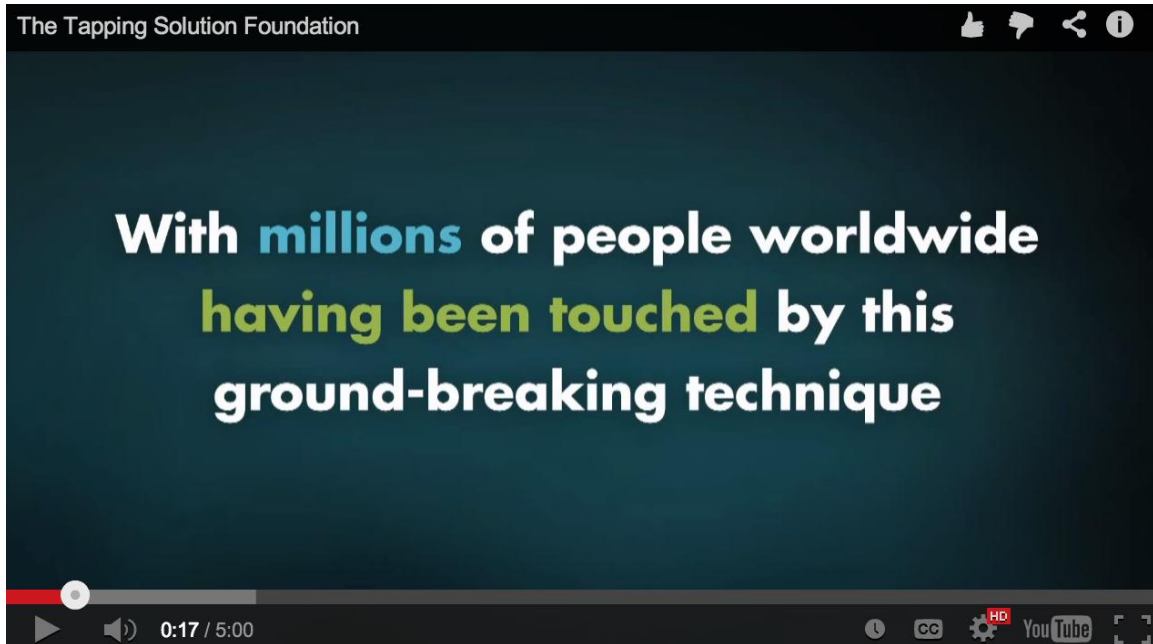 The Tapping Solution Foundation
With millions of people worldwide
having been touched by this
ground-breaking technique
0:17 / 5:00
CC
HD
YouTube